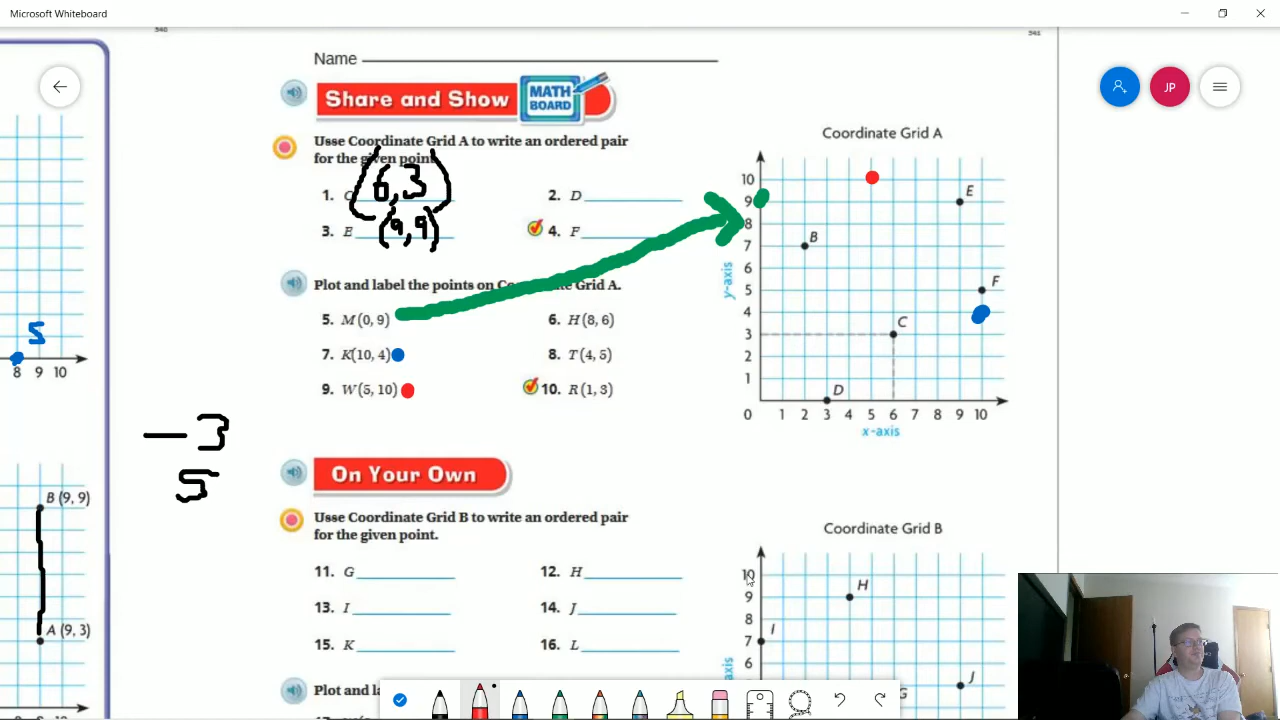 Microsoft Whiteboard
340
JP
Name
Share and Show
MATH BOARD
Usse Coordinate Grid A to write an ordered pair
for the given point.
1. C (6,3)
2. D
3. E (9,9)
4. F
Plot and label the points on Coordinate Grid A.
5. M (0, 9)
6. H (8, 6)
7. K(10, 4)
8. T (4, 5)
9. W (5, 10)
10. R (1, 3)
Coordinate Grid A
10
9
8
7
6
5
4
3
2
1
0 1 2 3 4 5 6 7 8 9 10
y-axis
x-axis
B
C
D
E
F
5
8 9 10
-3
5
B (9, 9)
A (9, 3)
On Your Own
Usse Coordinate Grid B to write an ordered pair
for the given point.
11. G
12. H
13. I
14. J
15. K
16. L
Plot and la
Coordinate Grid B
10
9
8
7
6
H
I
J
G